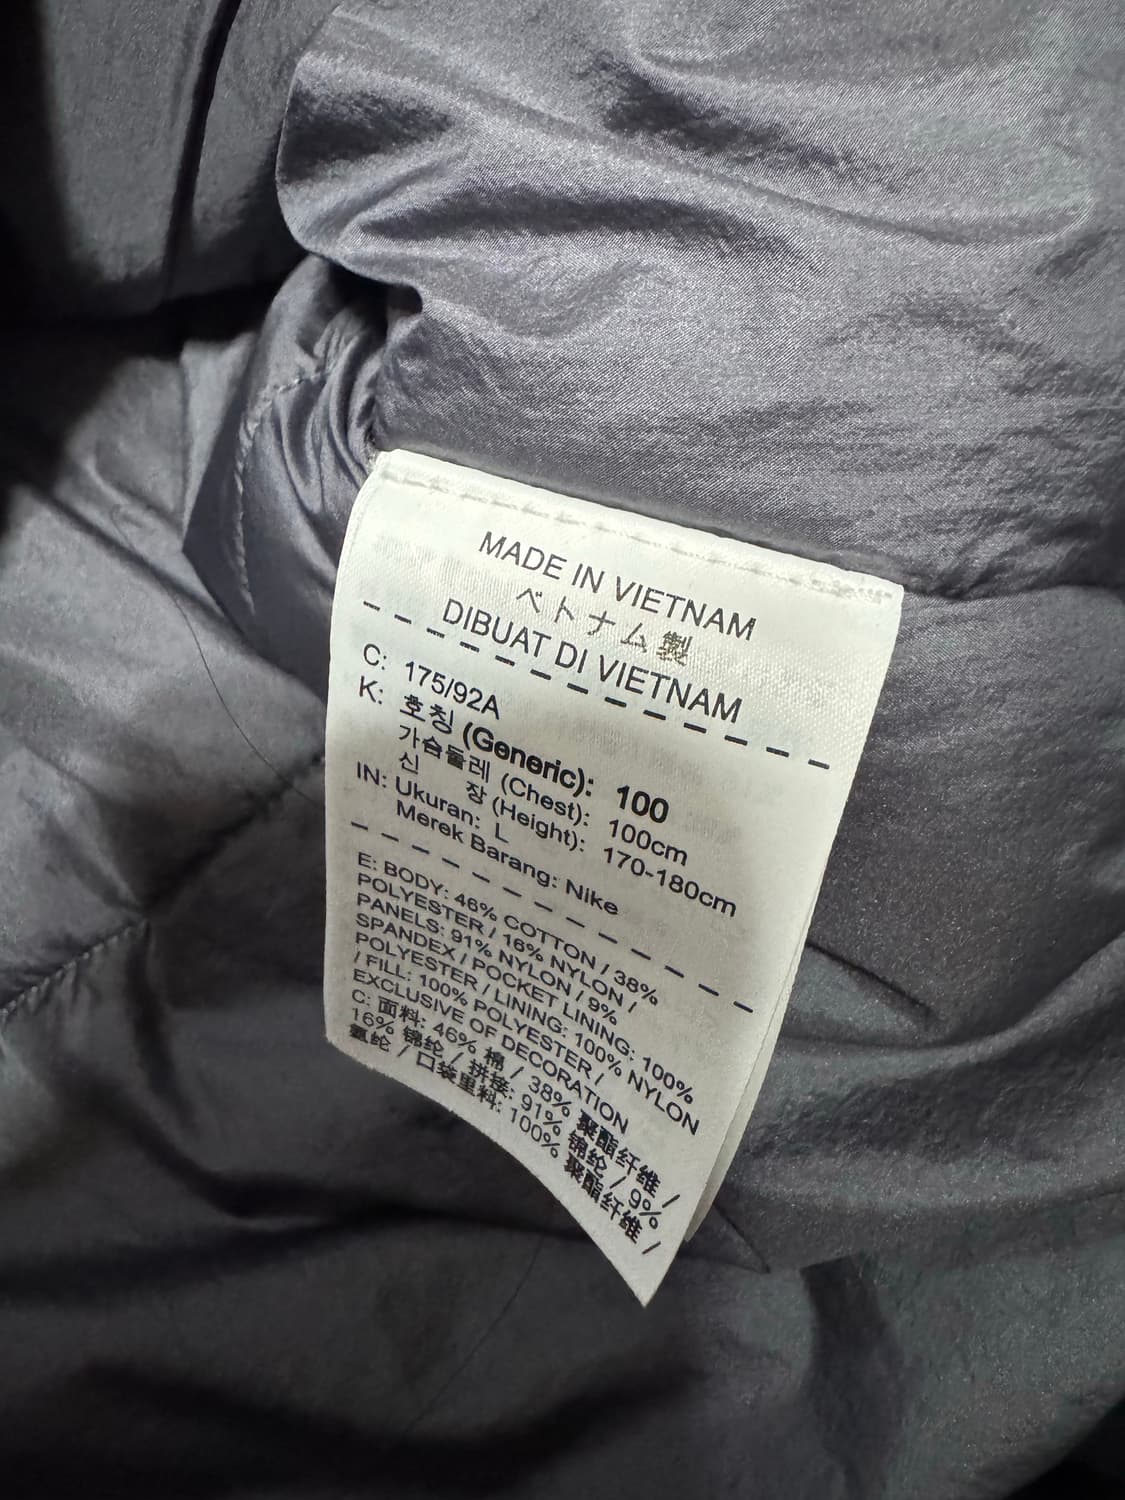 MADE IN VIETNAM
ベトナム製
DIBUAT DI VIETNAM
C: 175/92A
K: 호칭 (Generic): 100
가슴둘레 (Chest): 100cm
신 장 (Height): 170-180cm
IN: Ukuran: L
Merek Barang: Nike
E: BODY: 46% COTTON / 38%
POLYESTER / 16% NYLON /
PANELS: 91% NYLON / 9%
SPANDEX / POCKET LINING: 100%
POLYESTER / LINING: 100% NYLON
/ FILL: 100% POLYESTER /
EXCLUSIVE OF DECORATION
C: 面料: 46% 棉 / 38% 聚酯纤维 /
16% 锦纶 / 拼接: 91% 锦纶 / 9%
氨纶 / 口袋里料: 100% 聚酯纤维 /